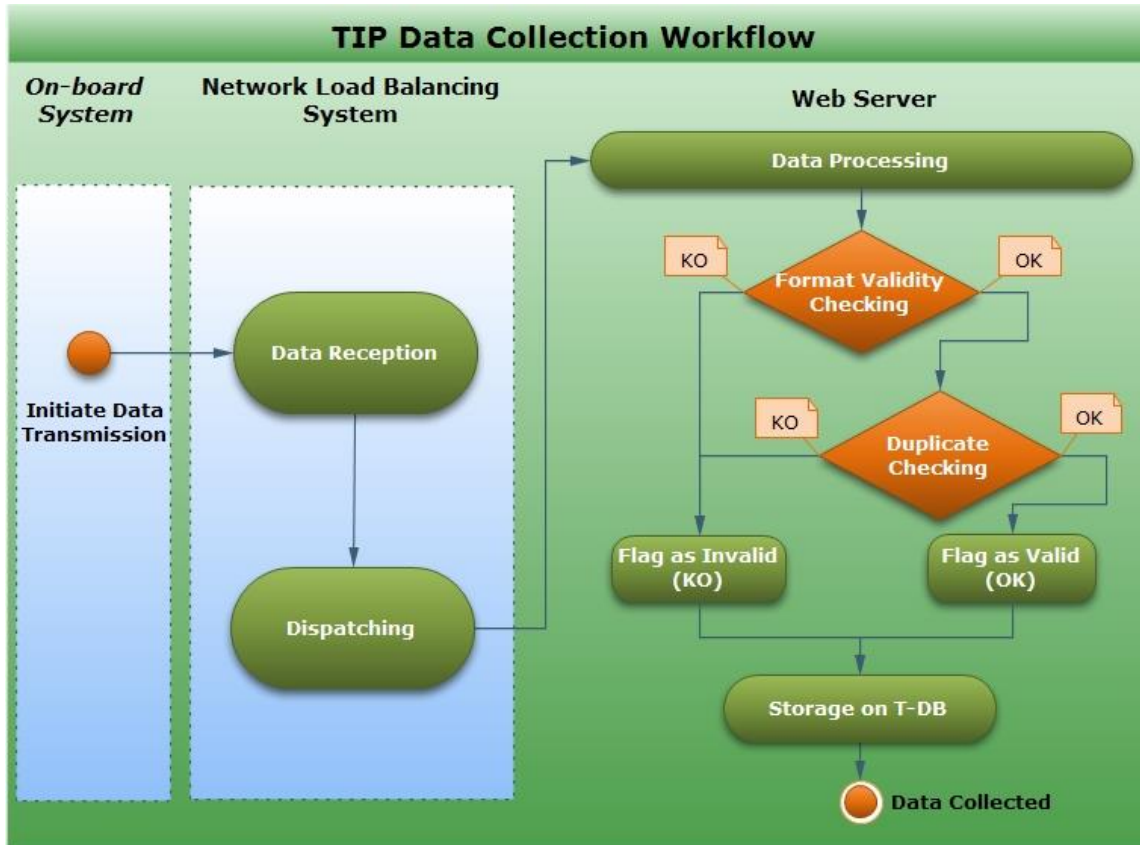 TIP Data Collection Workflow
On-board
System
Network Load Balancing
System
Web Server
Data Processing
KO
OK
Format Validity
Checking
Data Reception
Initiate Data
Transmission
KO
OK
Duplicate
Checking
Flag as Invalid
(KO)
Flag as Valid
(OK)
Dispatching
Storage on T-DB
Data Collected